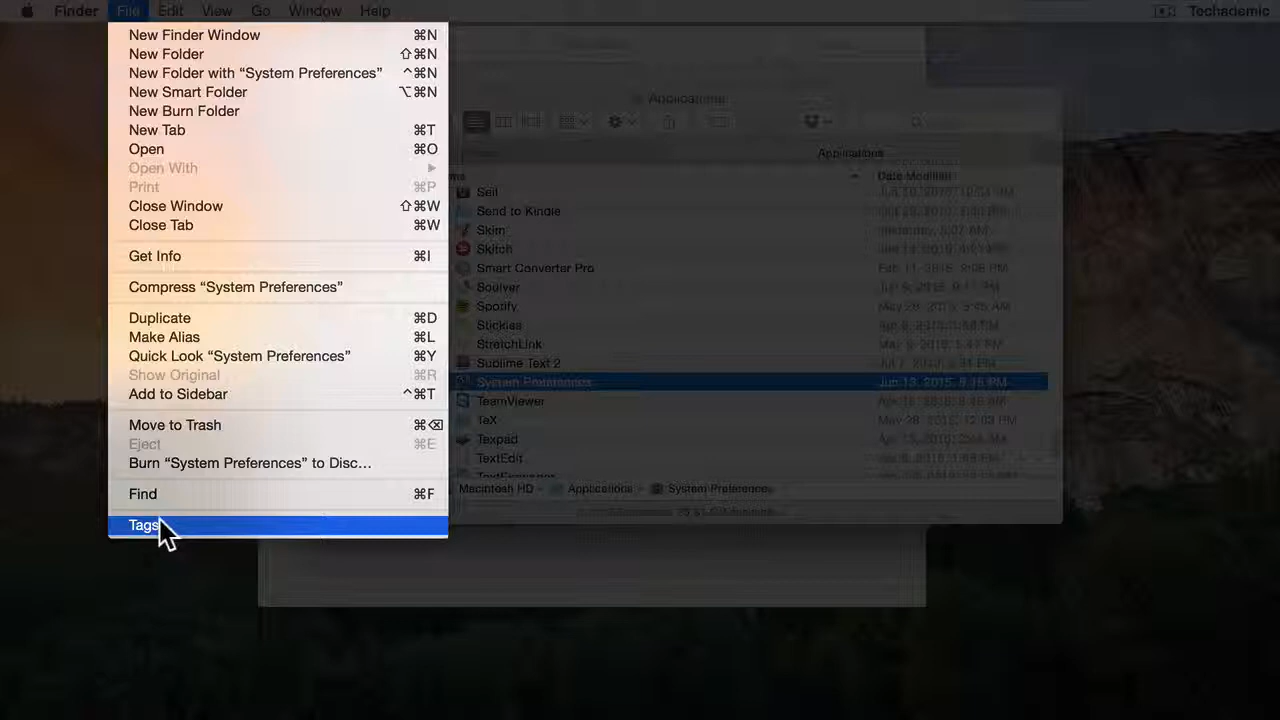 Finder File Edit View Go Window Help Techademic
New Finder Window ⌘N
New Folder ⇧⌘N
New Folder with “System Preferences” ^⌘N
New Smart Folder ⌥⌘N
New Burn Folder
New Tab ⌘T
Open ⌘O
Open With ▶
Print ⌘P
Close Window ⇧⌘W
Close Tab ⌘W
Get Info ⌘I
Compress “System Preferences”
Duplicate ⌘D
Make Alias ⌘L
Quick Look “System Preferences” ⌘Y
Show Original ⌘R
Add to Sidebar ^⌘T
Move to Trash ⌘⌫
Eject ⌘E
Burn “System Preferences” to Disc…
Find ⌘F
Tags
Applications
Applications
Date Modified
Seil
Send to Kindle
Skim
Skitch
Smart Converter Pro
Soulver
Spotify
Stickies
StretchLink
Sublime Text 2
System Preferences
TeamViewer
TeX
Texpad
TextEdit
Macintosh HD Applications System Preferences